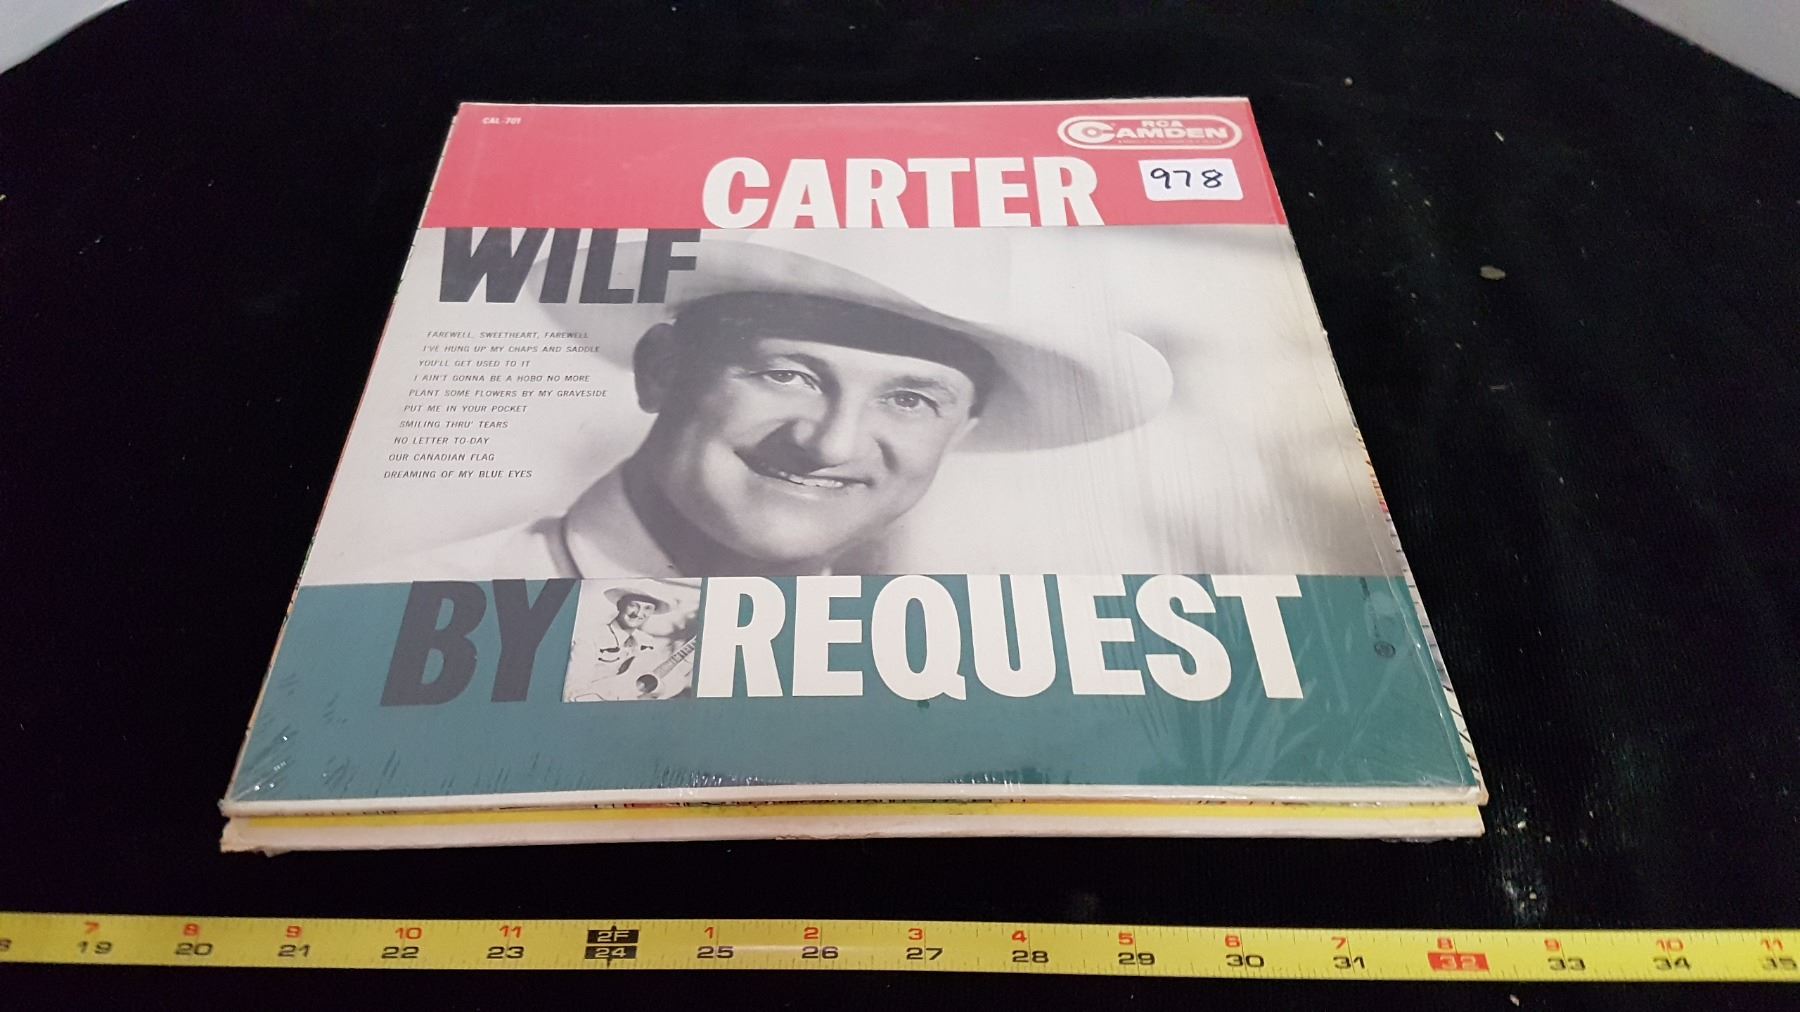 CAL-701
RCA
CAMDEN
CARTER
978
WILF
FAREWELL, SWEETHEART, FAREWELL
I'VE HUNG UP MY CHAPS AND SADDLE
YOU'LL GET USED TO IT
I AIN'T GONNA BE A HOBO NO MORE
PLANT SOME FLOWERS BY MY GRAVESIDE
PUT ME IN YOUR POCKET
SMILING THRU' TEARS
NO LETTER TO-DAY
OUR CANADIAN FLAG
DREAMING OF MY BLUE EYES
BY REQUEST
7 8 9 10 11 2F 1 2 3 4 5 6 7 8 9 10 11
19 20 21 22 23 24 25 26 27 28 29 30 31 32 33 34 35